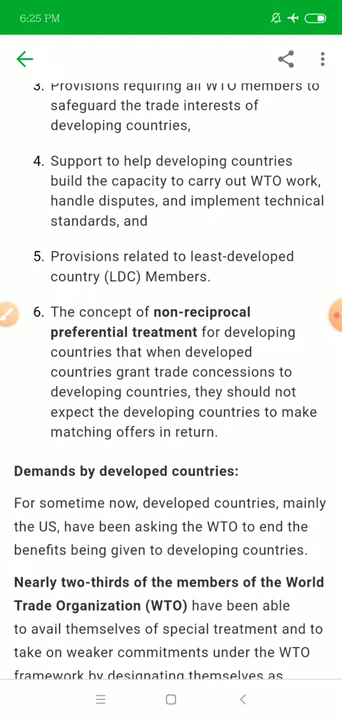 6:25 PM
3. Provisions requiring all WTO members to
safeguard the trade interests of
developing countries,
4. Support to help developing countries
build the capacity to carry out WTO work,
handle disputes, and implement technical
standards, and
5. Provisions related to least-developed
country (LDC) Members.
6. The concept of non-reciprocal
preferential treatment for developing
countries that when developed
countries grant trade concessions to
developing countries, they should not
expect the developing countries to make
matching offers in return.
Demands by developed countries:
For sometime now, developed countries, mainly
the US, have been asking the WTO to end the
benefits being given to developing countries.
Nearly two-thirds of the members of the World
Trade Organization (WTO) have been able
to avail themselves of special treatment and to
take on weaker commitments under the WTO
framework by designating themselves as